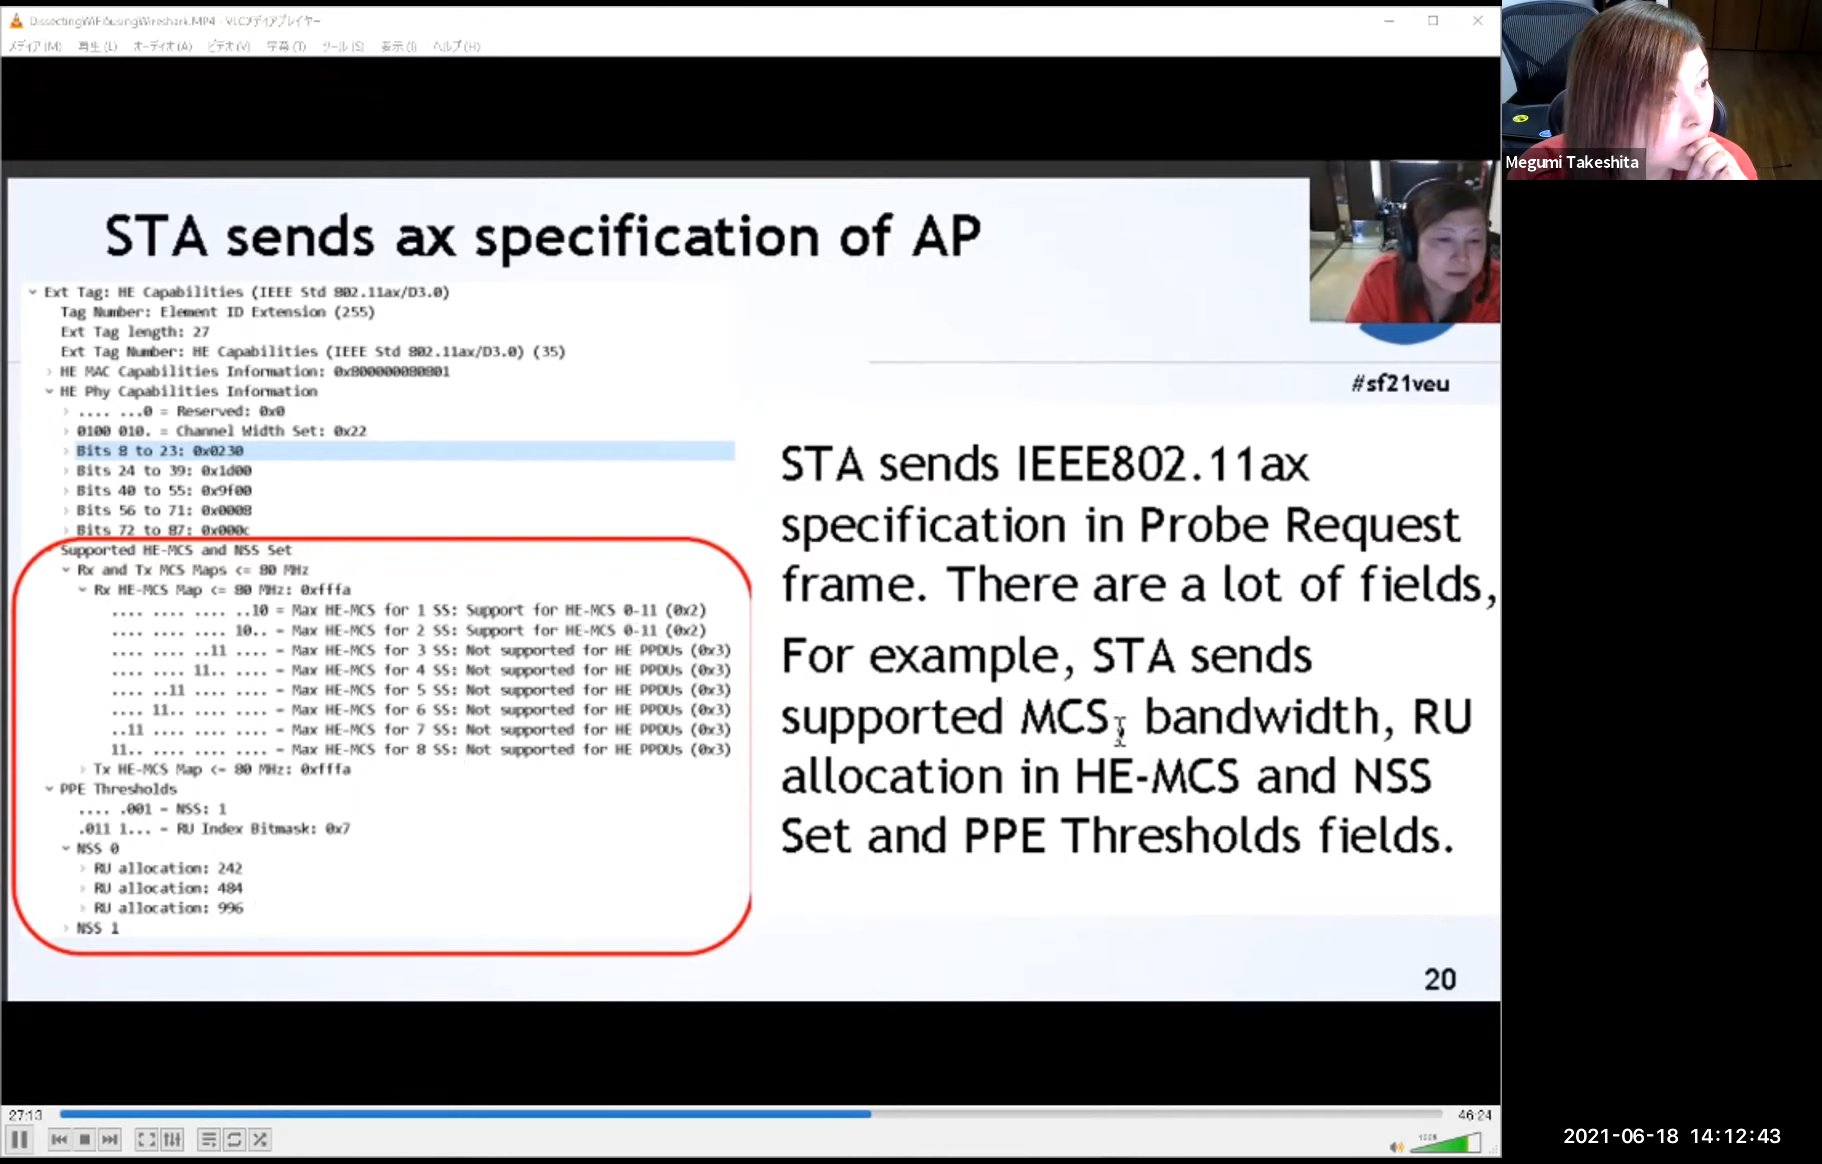 DissectingWiFi6usingWireshark.MP4 - VLCメディアプレイヤー
メディア(M) 再生(L) オーディオ(A) ビデオ(V) 字幕(T) ツール(S) 表示(I) ヘルプ(H)
Megumi Takeshita
STA sends ax specification of AP
Ext Tag: HE Capabilities (IEEE Std 802.11ax/D3.0)
Tag Number: Element ID Extension (255)
Ext Tag length: 27
Ext Tag Number: HE Capabilities (IEEE Std 802.11ax/D3.0) (35)
HE MAC Capabilities Information: 0x800000080801
HE Phy Capabilities Information
.... ...0 = Reserved: 0x0
0100 010. = Channel Width Set: 0x22
Bits 8 to 23: 0x0230
Bits 24 to 39: 0x1d00
Bits 40 to 55: 0x9f00
Bits 56 to 71: 0x0008
Bits 72 to 87: 0x000c
Supported HE-MCS and NSS Set
Rx and Tx MCS Maps <= 80 MHz
Rx HE-MCS Map <= 80 MHz: 0xfffa
.... .... .... ..10 = Max HE-MCS for 1 SS: Support for HE-MCS 0-11 (0x2)
.... .... .... 10.. = Max HE-MCS for 2 SS: Support for HE-MCS 0-11 (0x2)
.... .... ..11 .... = Max HE-MCS for 3 SS: Not supported for HE PPDUs (0x3)
.... .... 11.. .... = Max HE-MCS for 4 SS: Not supported for HE PPDUs (0x3)
.... ..11 .... .... = Max HE-MCS for 5 SS: Not supported for HE PPDUs (0x3)
.... 11.. .... .... = Max HE-MCS for 6 SS: Not supported for HE PPDUs (0x3)
..11 .... .... .... = Max HE-MCS for 7 SS: Not supported for HE PPDUs (0x3)
11.. .... .... .... = Max HE-MCS for 8 SS: Not supported for HE PPDUs (0x3)
Tx HE-MCS Map <= 80 MHz: 0xfffa
PPE Thresholds
.... .001 = NSS: 1
.011 1... = RU Index Bitmask: 0x7
NSS 0
RU allocation: 242
RU allocation: 484
RU allocation: 996
NSS 1
#sf21veu
STA sends IEEE802.11ax
specification in Probe Request
frame. There are a lot of fields,
For example, STA sends
supported MCS, bandwidth, RU
allocation in HE-MCS and NSS
Set and PPE Thresholds fields.
20
27:13
46:24
2021-06-18 14:12:43